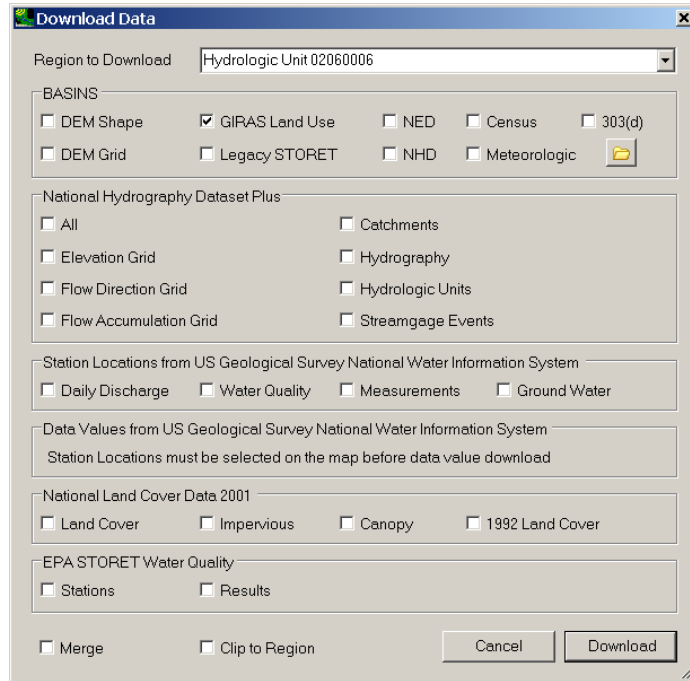 Download Data
Region to Download Hydrologic Unit 02060006
BASINS
DEM Shape GIRAS Land Use NED Census 303(d)
DEM Grid Legacy STORET NHD Meteorologic
National Hydrography Dataset Plus
All Catchments
Elevation Grid Hydrography
Flow Direction Grid Hydrologic Units
Flow Accumulation Grid Streamgage Events
Station Locations from US Geological Survey National Water Information System
Daily Discharge Water Quality Measurements Ground Water
Data Values from US Geological Survey National Water Information System
Station Locations must be selected on the map before data value download
National Land Cover Data 2001
Land Cover Impervious Canopy 1992 Land Cover
EPA STORET Water Quality
Stations Results
Merge Clip to Region Cancel Download